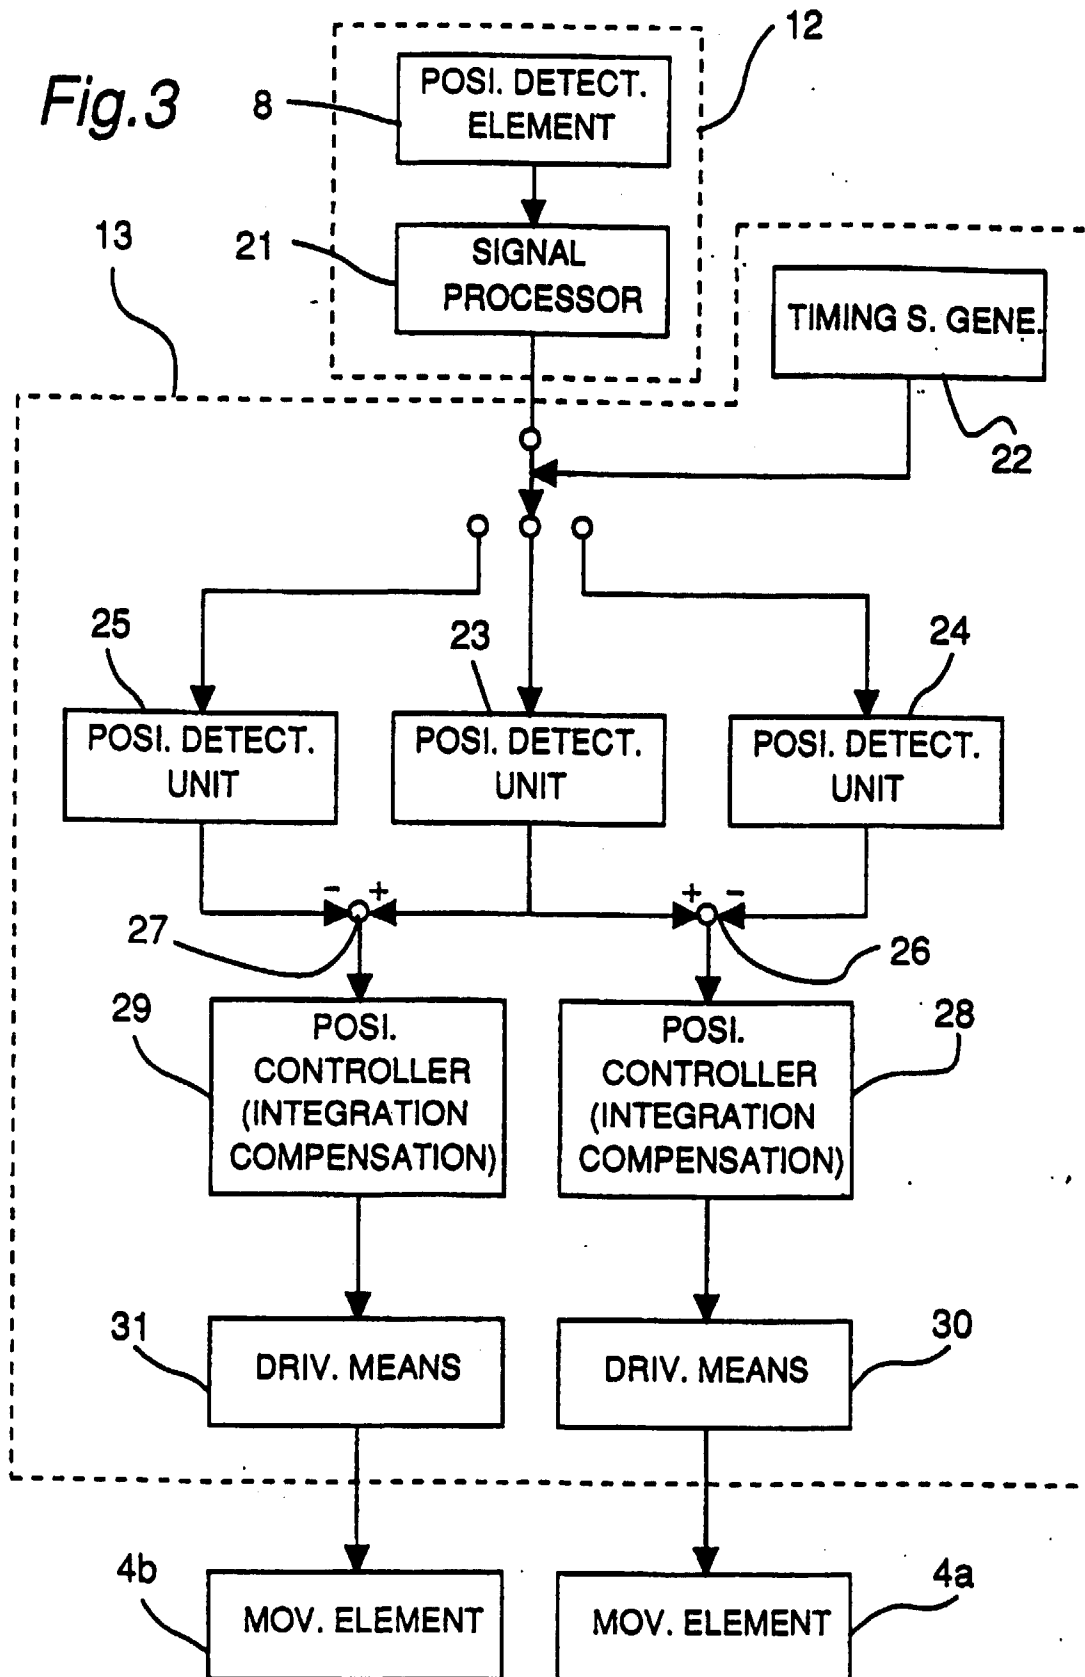 Fig.3
12
8
POSI. DETECT.
ELEMENT
13
21
SIGNAL
PROCESSOR
TIMING S. GENE.
22
25
23
24
POSI. DETECT.
UNIT
POSI. DETECT.
UNIT
POSI. DETECT.
UNIT
- +
+ -
27
26
29
POSI.
CONTROLLER
(INTEGRATION
COMPENSATION)
28
POSI.
CONTROLLER
(INTEGRATION
COMPENSATION)
31
DRIV. MEANS
30
DRIV. MEANS
4b
MOV. ELEMENT
4a
MOV. ELEMENT